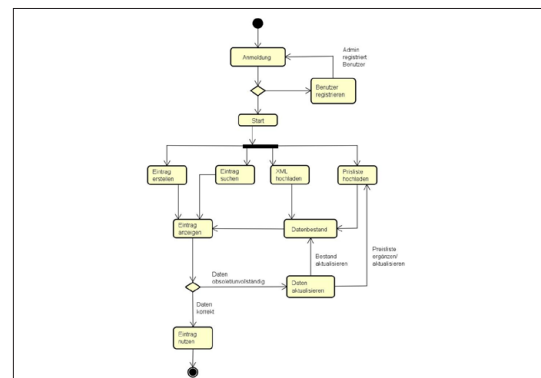 Anmeldung
Admin
registriert
Benutzer
Benutzer
registrieren
Start
Eintrag
erstellen
Eintrag
suchen
XML
hochladen
Preisliste
hochladen
Eintrag
anzeigen
Datenbestand
Bestand
aktualisieren
Preisliste
ergänzen/
aktualisieren
Daten
obsolet/unvollständig
Daten
aktualisieren
Daten
korrekt
Eintrag
nutzen